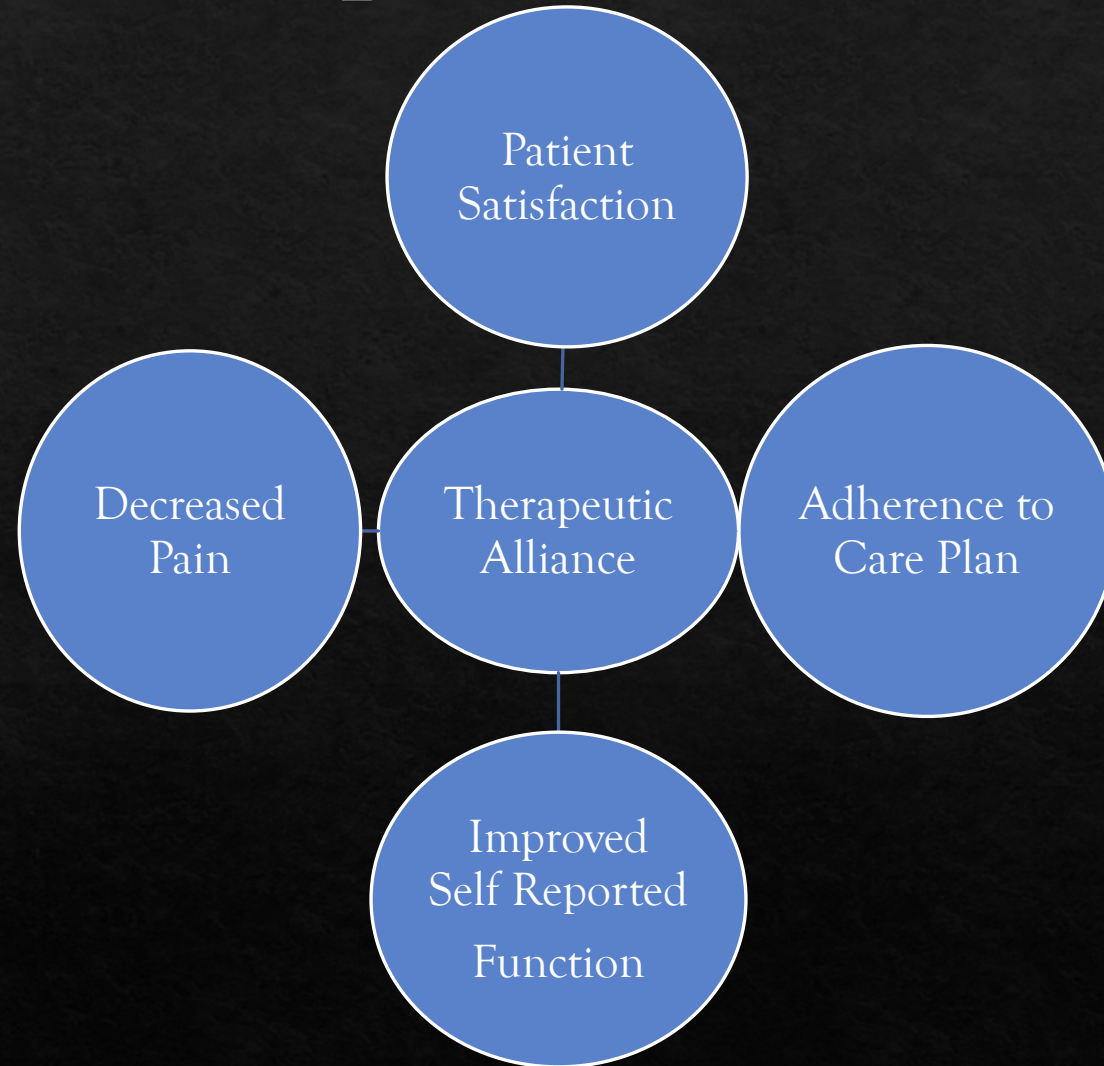 Patient
Satisfaction
Decreased
Pain
Therapeutic
Alliance
Adherence to
Care Plan
Improved
Self Reported
Function